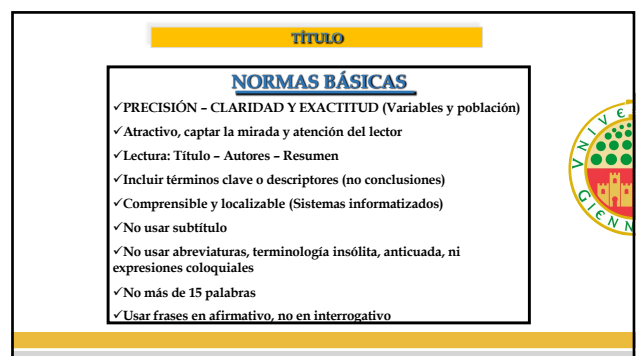 TÍTULO
NORMAS BÁSICAS
✓PRECISIÓN – CLARIDAD Y EXACTITUD (Variables y población)
✓Atractivo, captar la mirada y atención del lector
✓Lectura: Título – Autores – Resumen
✓Incluir términos clave o descriptores (no conclusiones)
✓Comprensible y localizable (Sistemas informatizados)
✓No usar subtítulo
✓No usar abreviaturas, terminología insólita, anticuada, ni
expresiones coloquiales
✓No más de 15 palabras
✓Usar frases en afirmativo, no en interrogativo
VNIVE
GIENN